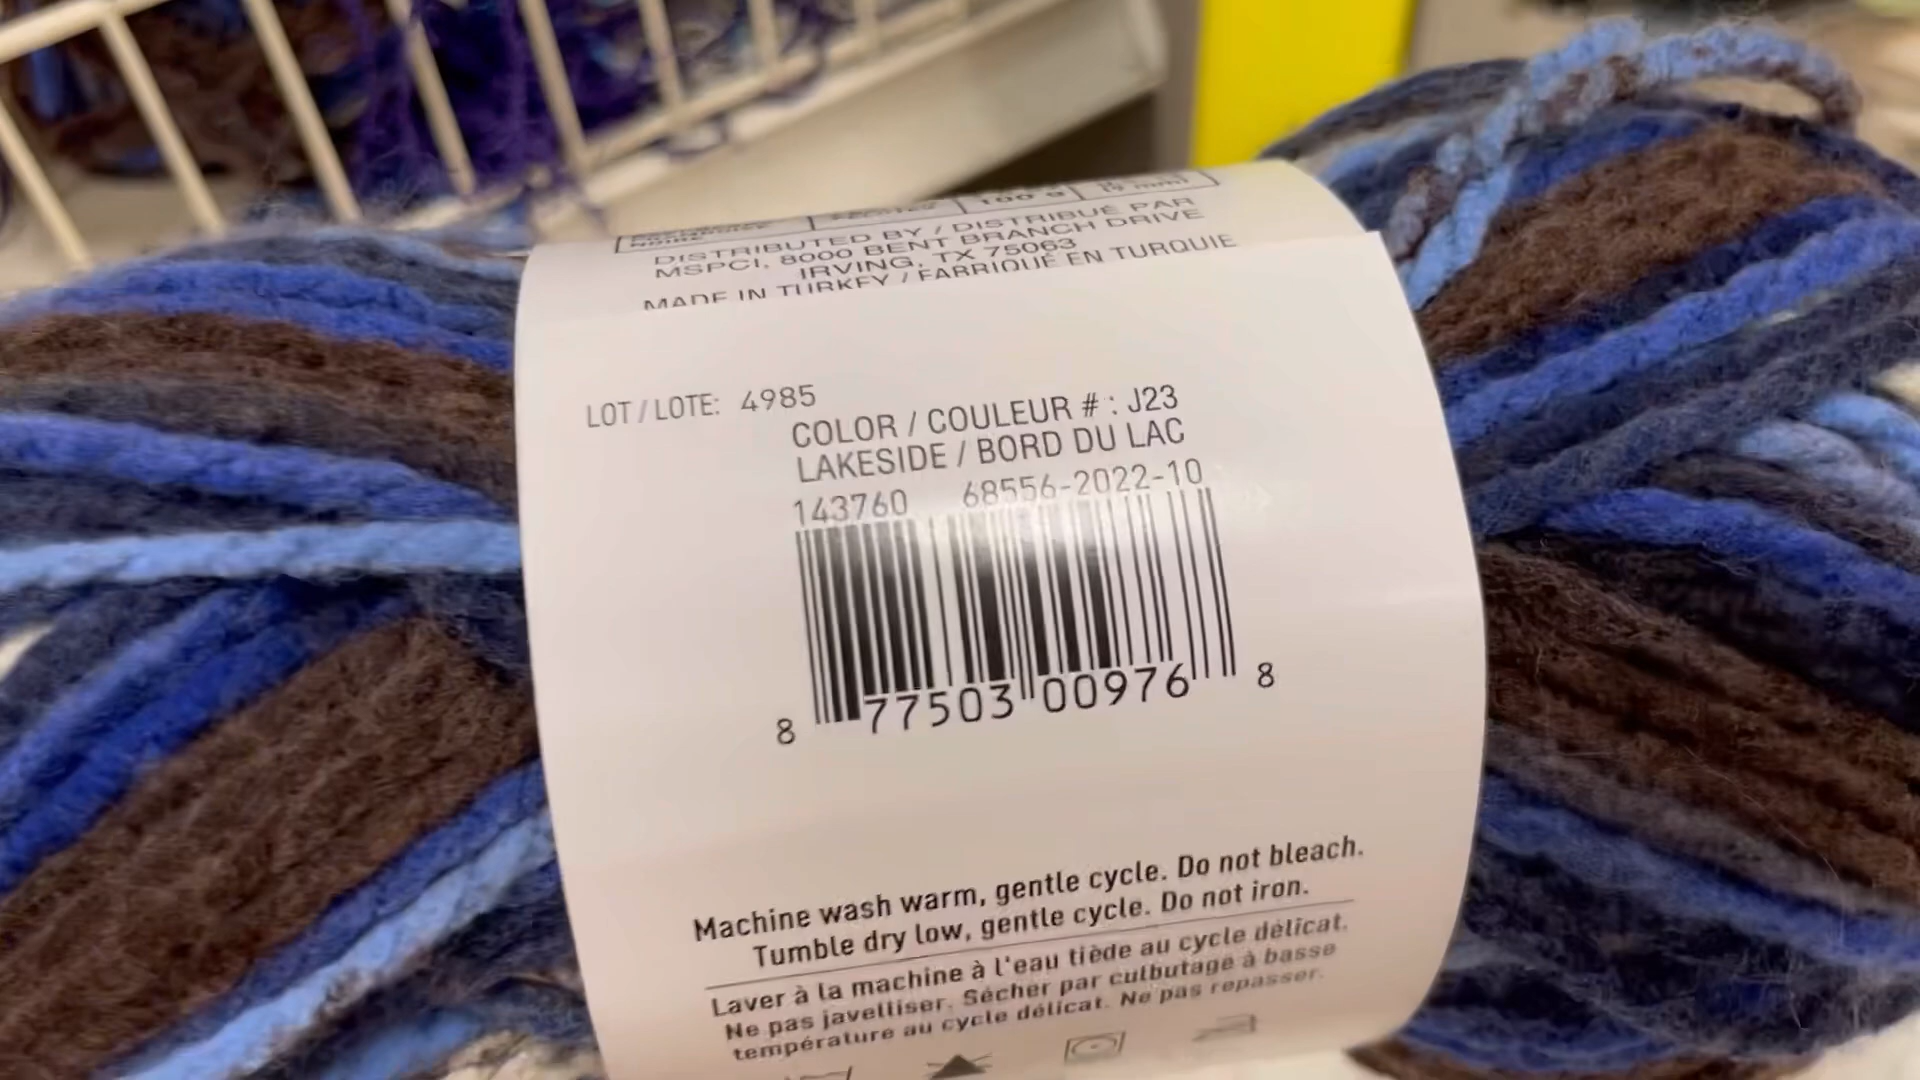 NOIRE
100 g
DISTRIBUTED BY / DISTRIBUÉ PAR
MSPCI, 8000 BENT BRANCH DRIVE
IRVING, TX 75063
MADE IN TURKEY / FABRIQUÉ EN TURQUIE
LOT / LOTE: 4985
COLOR / COULEUR # : J23
LAKESIDE / BORD DU LAC
143760 68556-2022-10
8 77503 00976 8
Machine wash warm, gentle cycle. Do not bleach.
Tumble dry low, gentle cycle. Do not iron.
Laver à la machine à l'eau tiède au cycle délicat.
Ne pas javelliser. Sécher par culbutage à basse
température au cycle délicat. Ne pas repasser.